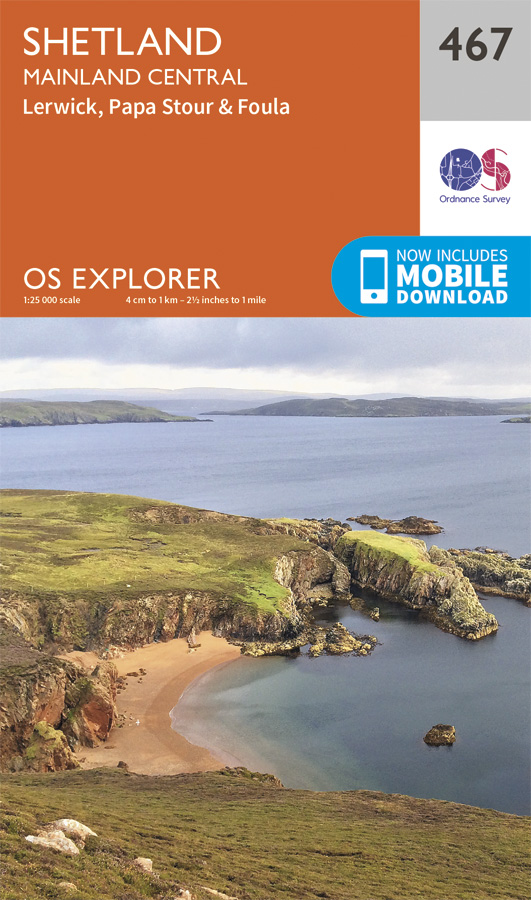 SHETLAND
MAINLAND CENTRAL
Lerwick, Papa Stour & Foula
467
OS
Ordnance Survey
OS EXPLORER
1:25 000 scale 4 cm to 1 km – 2½ inches to 1 mile
NOW INCLUDES
MOBILE
DOWNLOAD